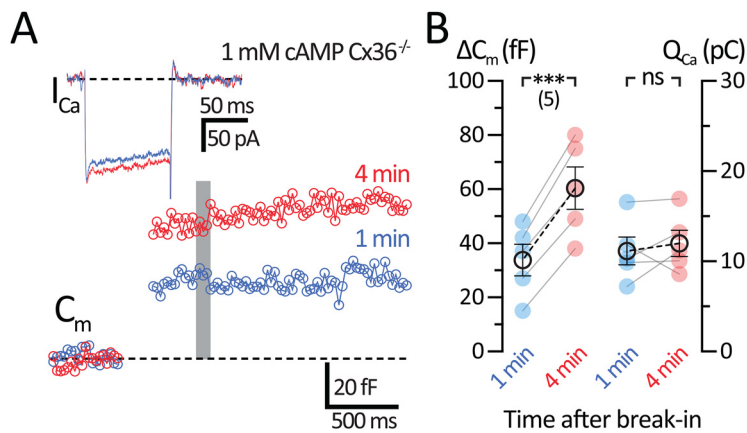 A
1 mM cAMP Cx36-/-
ICa
50 ms
50 pA
4 min
1 min
Cm
20 fF
500 ms
B
ΔCm (fF)
QCa (pC)
100
80
60
40
20
0
***
(5)
ns
30
20
10
0
1 min
4 min
1 min
4 min
Time after break-in